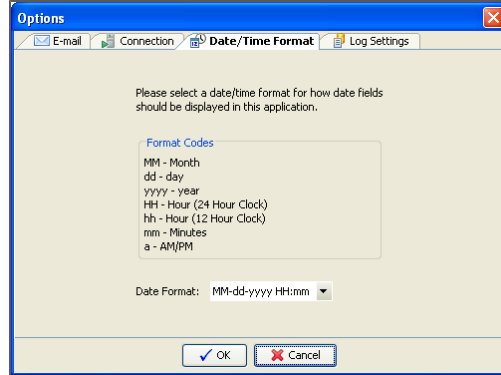 Options
E-mail
Connection
Date/Time Format
Log Settings
Please select a date/time format for how date fields
should be displayed in this application.
Format Codes
MM - Month
dd - day
yyyy - year
HH - Hour (24 Hour Clock)
hh - Hour (12 Hour Clock)
mm - Minutes
a - AM/PM
Date Format: MM-dd-yyyy HH:mm
OK
Cancel